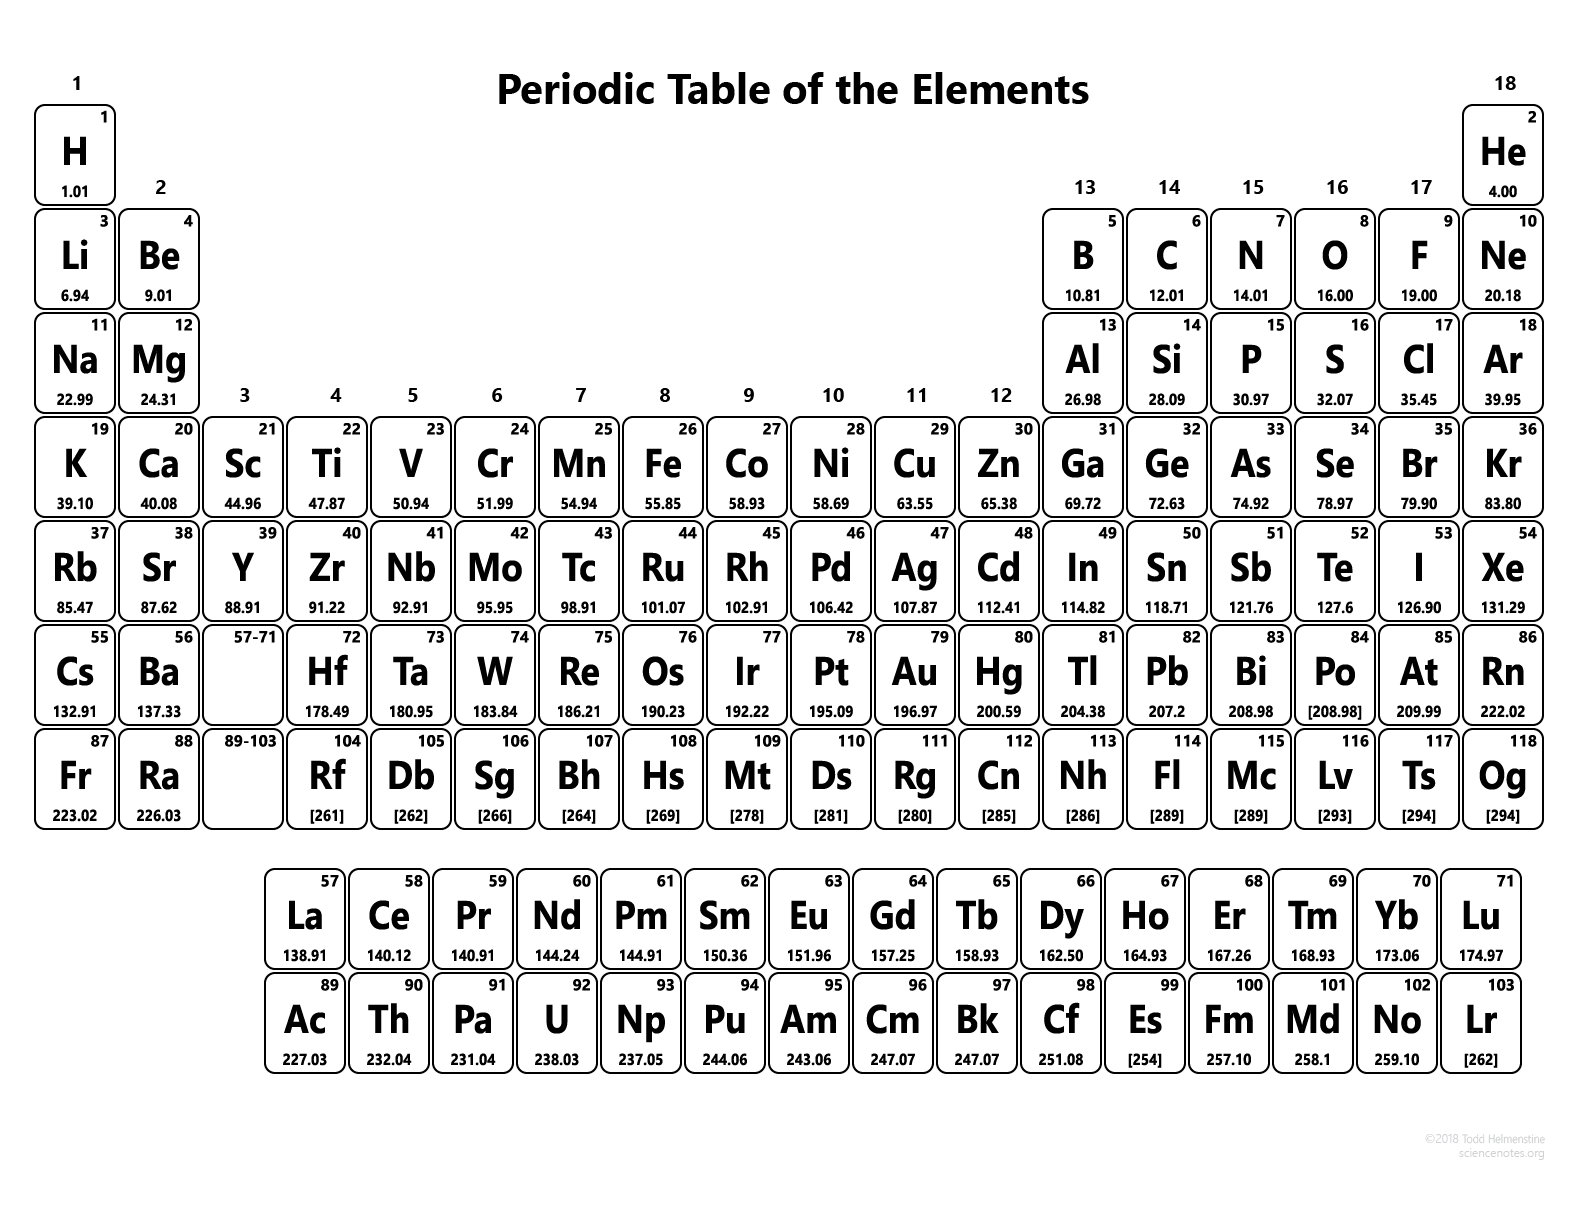 Periodic Table of the Elements
1 18
1 2
H He
1.01 2 4.00
13 14 15 16 17
3 4 5 6 7 8 9 10
Li Be B C N O F Ne
6.94 9.01 10.81 12.01 14.01 16.00 19.00 20.18
11 12 13 14 15 16 17 18
Na Mg Al Si P S Cl Ar
22.99 24.31 26.98 28.09 30.97 32.07 35.45 39.95
3 4 5 6 7 8 9 10 11 12
19 20 21 22 23 24 25 26 27 28 29 30 31 32 33 34 35 36
K Ca Sc Ti V Cr Mn Fe Co Ni Cu Zn Ga Ge As Se Br Kr
39.10 40.08 44.96 47.87 50.94 51.99 54.94 55.85 58.93 58.69 63.55 65.38 69.72 72.63 74.92 78.97 79.90 83.80
37 38 39 40 41 42 43 44 45 46 47 48 49 50 51 52 53 54
Rb Sr Y Zr Nb Mo Tc Ru Rh Pd Ag Cd In Sn Sb Te I Xe
85.47 87.62 88.91 91.22 92.91 95.95 98.91 101.07 102.91 106.42 107.87 112.41 114.82 118.71 121.76 127.6 126.90 131.29
55 56 57-71 72 73 74 75 76 77 78 79 80 81 82 83 84 85 86
Cs Ba Hf Ta W Re Os Ir Pt Au Hg Tl Pb Bi Po At Rn
132.91 137.33 178.49 180.95 183.84 186.21 190.23 192.22 195.09 196.97 200.59 204.38 207.2 208.98 [208.98] 209.99 222.02
87 88 89-103 104 105 106 107 108 109 110 111 112 113 114 115 116 117 118
Fr Ra Rf Db Sg Bh Hs Mt Ds Rg Cn Nh Fl Mc Lv Ts Og
223.02 226.03 [261] [262] [266] [264] [269] [278] [281] [280] [285] [286] [289] [289] [293] [294] [294]
57 58 59 60 61 62 63 64 65 66 67 68 69 70 71
La Ce Pr Nd Pm Sm Eu Gd Tb Dy Ho Er Tm Yb Lu
138.91 140.12 140.91 144.24 144.91 150.36 151.96 157.25 158.93 162.50 164.93 167.26 168.93 173.06 174.97
89 90 91 92 93 94 95 96 97 98 99 100 101 102 103
Ac Th Pa U Np Pu Am Cm Bk Cf Es Fm Md No Lr
227.03 232.04 231.04 238.03 237.05 244.06 243.06 247.07 247.07 251.08 [254] 257.10 258.1 259.10 [262]
©2018 Todd Helmenstine
sciencenotes.org